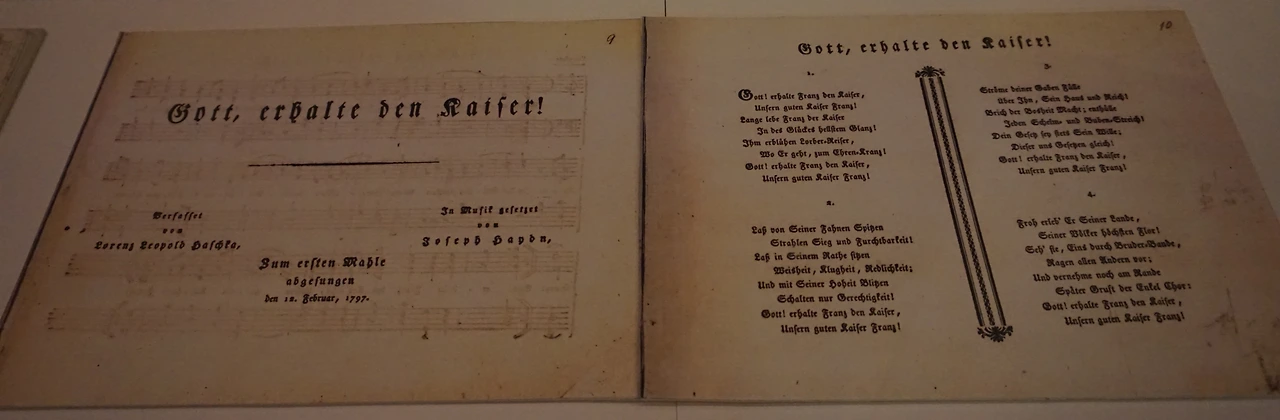 9
Gott, erhalte den Kaiser!
Verfasset
von
Lorenz Leopold Haschka,
In Musik gesetzet
von
Joseph Haydn,
Zum ersten Mahle
abgesungen
den 12. Februar, 1797.
10
Gott, erhalte den Kaiser!
1.
Gott! erhalte Franz den Kaiser,
Unsern guten Kaiser Franz!
Lange lebe Franz der Kaiser
In des Glückes hellstem Glanz!
Ihm erblühen Lorber-Reiser,
Wo Er geht, zum Ehren-Kranz!
Gott! erhalte Franz den Kaiser,
Unsern guten Kaiser Franz!
2.
Laß von Seiner Fahnen Spitzen
Strahlen Sieg und Furchtbarkeit!
Laß in Seinem Rathe sitzen
Weisheit, Klugheit, Redlichkeit;
Und mit Seiner Hoheit Blitzen
Schalten nur Gerechtigkeit!
Gott! erhalte Franz den Kaiser,
Unsern guten Kaiser Franz!
3.
Ströme deiner Gaben Fülle
Über Ihn, Sein Haus und Reich!
Brich der Bosheit Macht; enthülle
Jeden Schelm- und Buben-Streich!
Dein Gesetz sey stets Sein Wille;
Dieser uns Gesetzen gleich!
Gott! erhalte Franz den Kaiser,
Unsern guten Kaiser Franz!
4.
Froh erleb' Er Seiner Lande,
Seiner Völker höchsten Flor!
Seh' sie, Eins durch Bruder-Bande,
Ragen allen Andern vor;
Und vernehme noch am Rande
Später Gruft der Enkel Chor:
Gott! erhalte Franz den Kaiser,
Unsern guten Kaiser Franz!